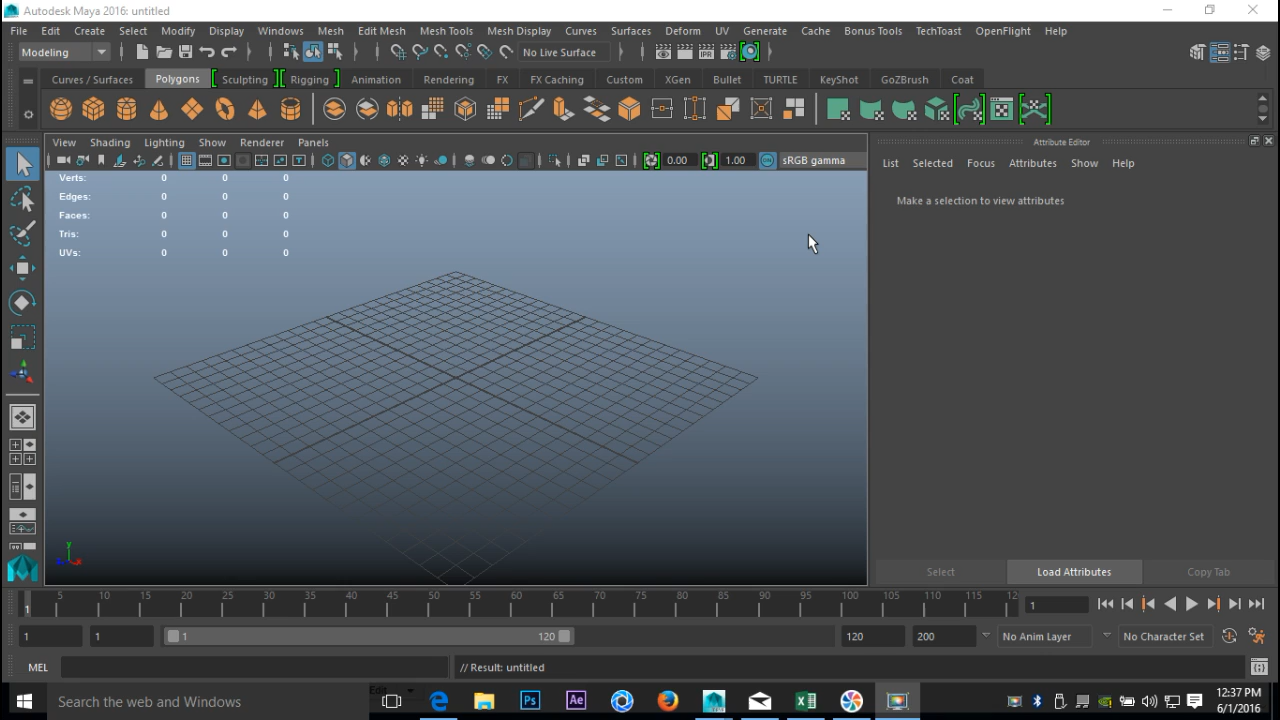 Autodesk Maya 2016: untitled
File Edit Create Select Modify Display Windows Mesh Edit Mesh Mesh Tools Mesh Display Curves Surfaces Deform UV Generate Cache Bonus Tools TechToast OpenFlight Help
Modeling No Live Surface
Curves / Surfaces Polygons Sculpting Rigging Animation Rendering FX FX Caching Custom XGen Bullet TURTLE KeyShot GoZBrush Coat
View Shading Lighting Show Renderer Panels
Attribute Editor
0.00 1.00 ON sRGB gamma
List Selected Focus Attributes Show Help
Verts: 0 0 0
Edges: 0 0 0
Faces: 0 0 0
Tris: 0 0 0
UVs: 0 0 0
Make a selection to view attributes
y
x
Select Load Attributes Copy Tab
1 5 10 15 20 25 30 35 40 45 50 55 60 65 70 75 80 85 90 95 100 105 110 115 12 1
1 1 1 120 120 200 No Anim Layer No Character Set
MEL // Result: untitled
Search the web and Windows Edit Ps Ae 12:37 PM
6/1/2016